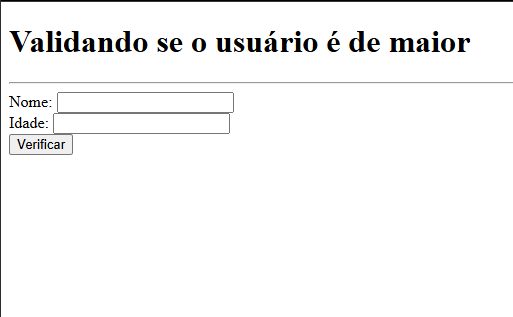 Validando se o usuário é de maior
Nome:
Idade:
Verificar